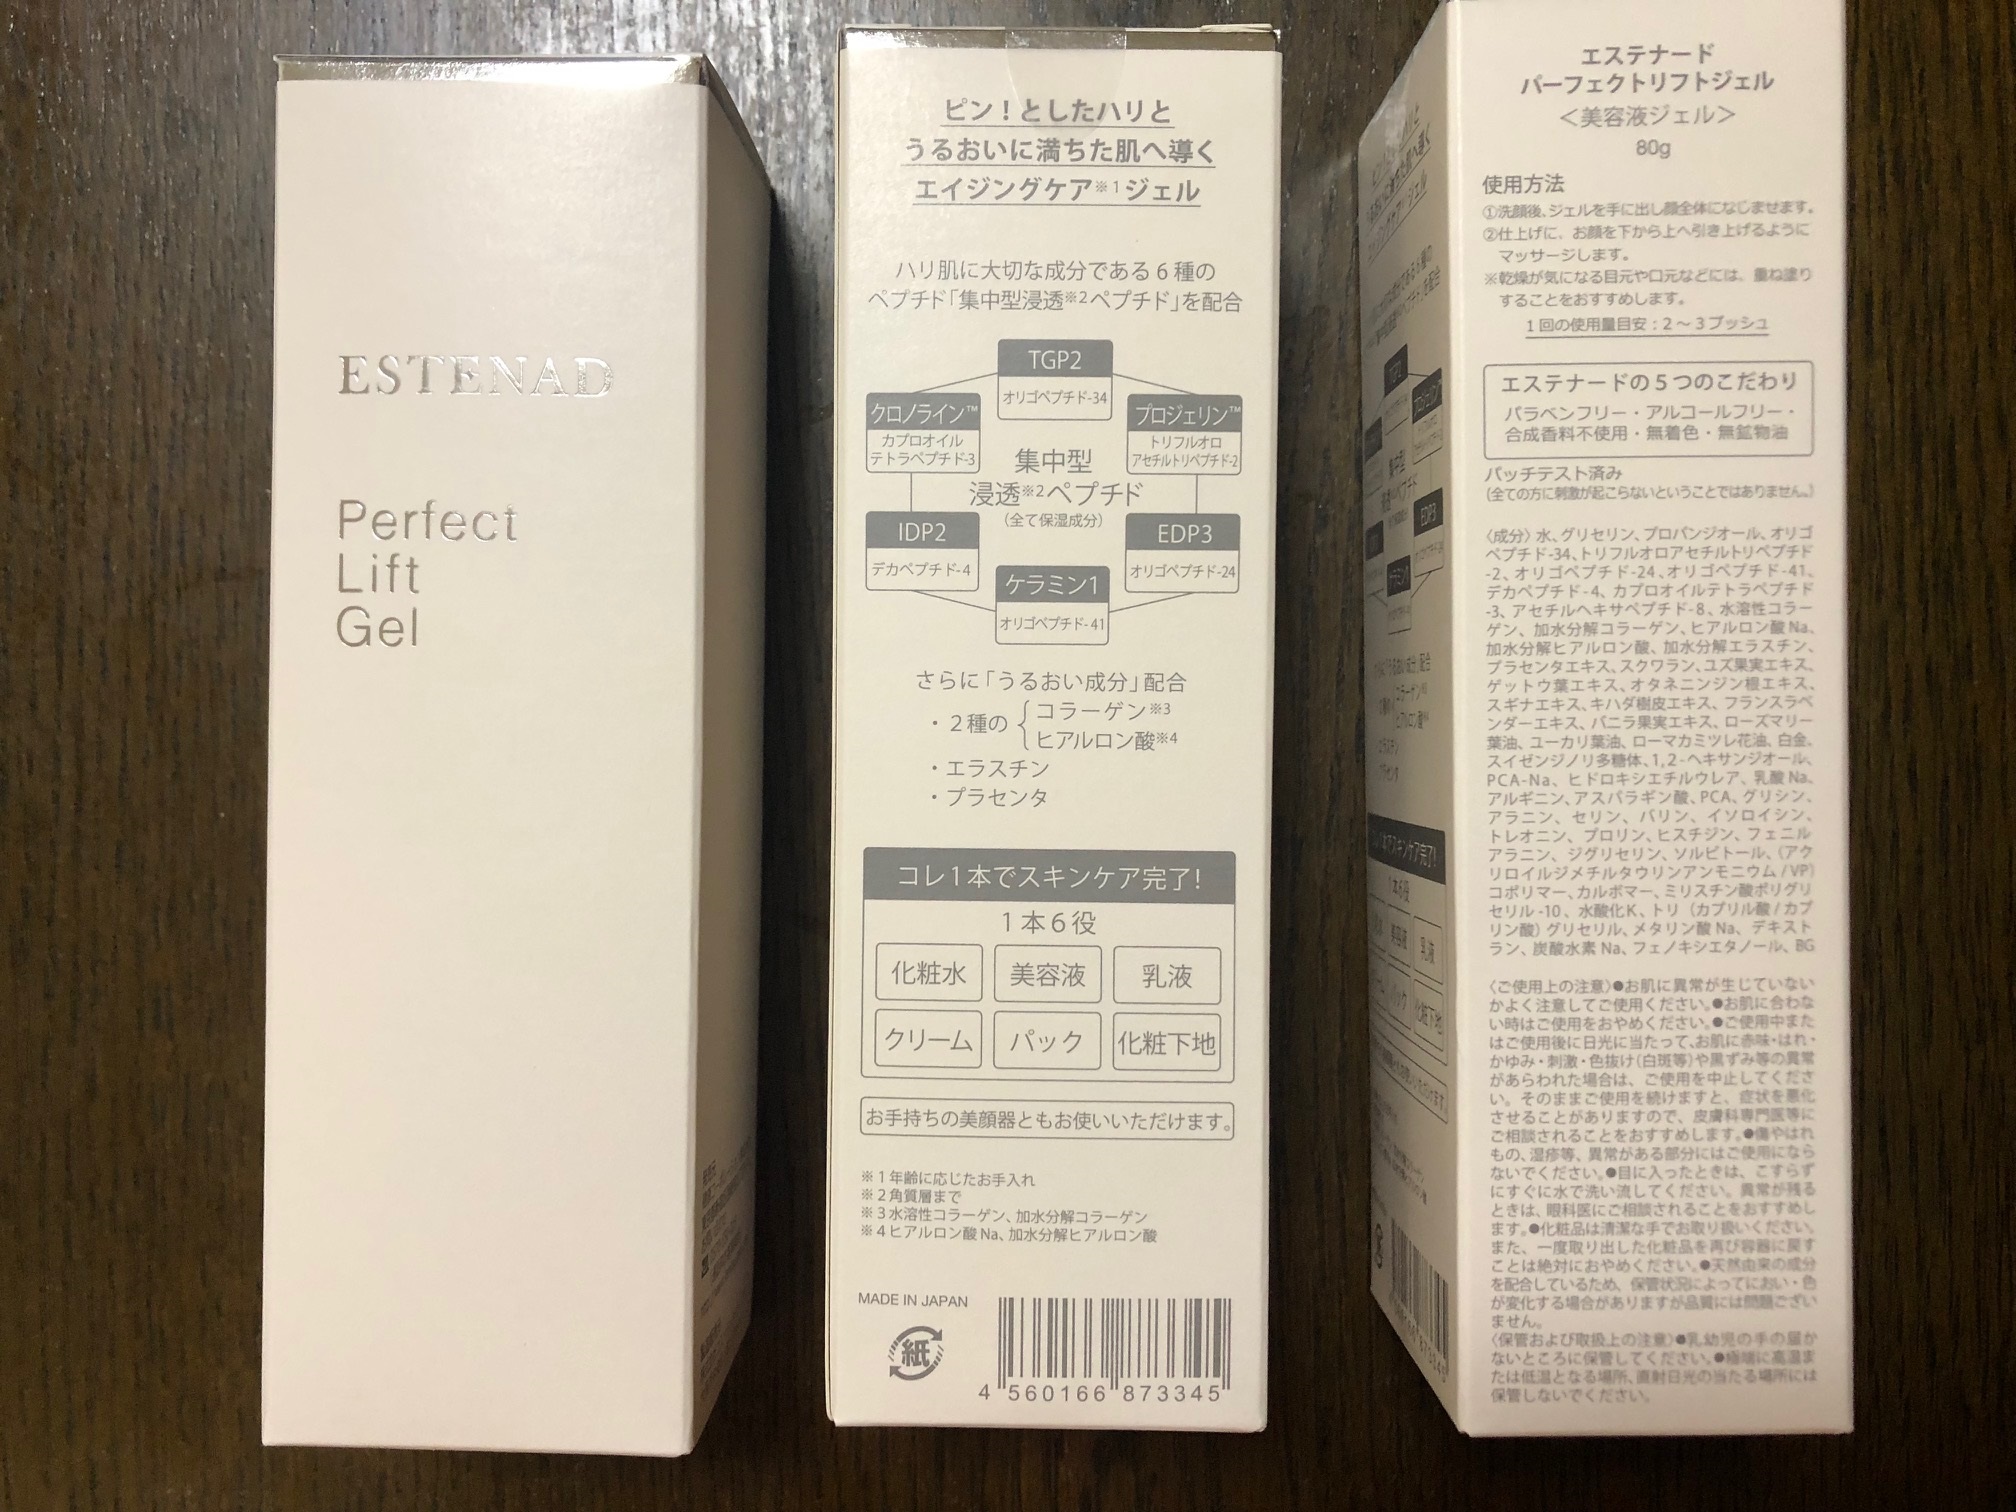 ESTENAD
Perfect
Lift
Gel
ピン！としたハリと
うるおいに満ちた肌へ導く
エイジングケア※1ジェル
ハリ肌に大切な成分である6種の
ペプチド「集中型浸透※2ペプチド」を配合
TGP2
オリゴペプチド-34
クロノライン™
カプロオイル
テトラペプチド-3
プロジェリン™
トリフルオロ
アセチルトリペプチド-2
集中型
浸透※2ペプチド
(全て保湿成分)
IDP2
デカペプチド-4
EDP3
オリゴペプチド-24
ケラミン1
オリゴペプチド-41
さらに「うるおい成分」配合
・2種の
コラーゲン※3
ヒアルロン酸※4
・エラスチン
・プラセンタ
コレ1本でスキンケア完了！
1本6役
化粧水 美容液 乳液
クリーム パック 化粧下地
お手持ちの美顔器ともお使いいただけます。
※1年齢に応じたお手入れ
※2角質層まで
※3水溶性コラーゲン、加水分解コラーゲン
※4ヒアルロン酸Na、加水分解ヒアルロン酸
MADE IN JAPAN
紙
4 560166 873345
エステナード
パーフェクトリフトジェル
＜美容液ジェル＞
80g
使用方法
①洗顔後、ジェルを手に出し顔全体になじませます。
②仕上げに、お顔を下から上へ引き上げるように
マッサージします。
※乾燥が気になる目元や口元などには、重ね塗り
することをおすすめします。
1回の使用量目安：2～3プッシュ
エステナードの5つのこだわり
パラベンフリー・アルコールフリー・
合成香料不使用・無着色・無鉱物油
パッチテスト済み
(全ての方に刺激が起こらないということではありません。)
〈成分〉水、グリセリン、プロパンジオール、オリゴ
ペプチド-34、トリフルオロアセチルトリペプチド
-2、オリゴペプチド-24、オリゴペプチド-41、
デカペプチド-4、カプロオイルテトラペプチド
-3、アセチルヘキサペプチド-8、水溶性コラー
ゲン、加水分解コラーゲン、ヒアルロン酸Na、
加水分解ヒアルロン酸、加水分解エラスチン、
プラセンタエキス、スクワラン、ユズ果実エキス、
ゲットウ葉エキス、オタネニンジン根エキス、
スギナエキス、キハダ樹皮エキス、フランスラベ
ンダーエキス、バニラ果実エキス、ローズマリー
葉油、ユーカリ葉油、ローマカミツレ花油、白金、
スイゼンジノリ多糖体、1,2-ヘキサンジオール、
PCA-Na、ヒドロキシエチルウレア、乳酸Na、
アルギニン、アスパラギン酸、PCA、グリシン、
アラニン、セリン、バリン、イソロイシン、
トレオニン、プロリン、ヒスチジン、フェニル
アラニン、ジグリセリン、ソルビトール、(アク
リロイルジメチルタウリンアンモニウム/VP)
コポリマー、カルボマー、ミリスチン酸ポリグリ
セリル-10、水酸化K、トリ（カプリル酸/カプ
リン酸）グリセリル、メタリン酸Na、デキスト
ラン、炭酸水素Na、フェノキシエタノール、BG
〈ご使用上の注意〉●お肌に異常が生じていない
かよく注意してご使用ください。●お肌に合わな
い時はご使用をおやめください。●ご使用中また
はご使用後に日光に当たって、お肌に赤味・はれ・
かゆみ・刺激・色抜け(白斑等)や黒ずみ等の異常
があらわれた場合は、ご使用を中止してくださ
い。そのままご使用を続けますと、症状を悪化
させることがありますので、皮膚科専門医等に
ご相談されることをおすすめします。●傷やはれ
もの、湿疹等、異常がある部分にはご使用になら
ないでください。●目に入ったときは、こすらず
にすぐに水で洗い流してください。異常が残る
ときは、眼科医にご相談されることをおすすめし
ます。●化粧品は清潔な手でお取り扱いください。
また、一度取り出した化粧品を再び容器に戻す
ことは絶対におやめください。●天然由来の成分
を配合しているため、保管状況によってにおい・色
が変化する場合がありますが品質には問題ござい
ません。
〈保管および取扱上の注意〉●乳幼児の手の届か
ないところに保管してください。●極端に高温ま
たは低温となる場所、直射日光の当たる場所には
保管しないでください。